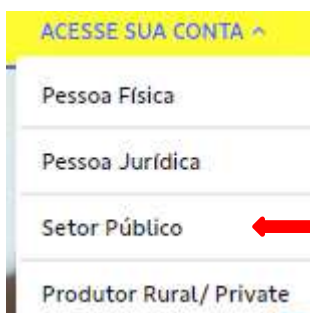 ACESSE SUA CONTA ^
Pessoa Física
Pessoa Jurídica
Setor Público
Produtor Rural/ Private